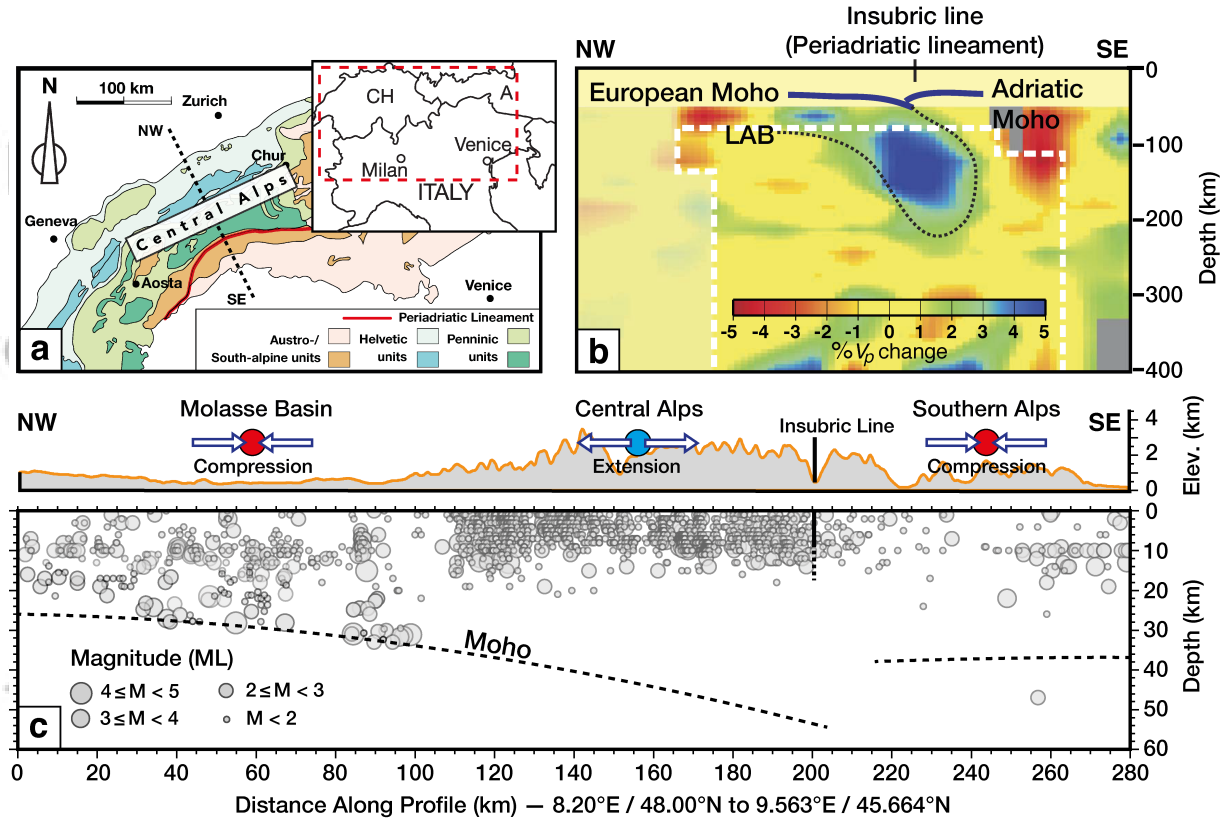 N
100 km
Zurich
NW
Chur
Central Alps
Geneva
Aosta
SE
CH
A
Venice
Milan
ITALY
Venice
Periadriatic Lineament
Austro-/
South-alpine units
Helvetic
units
Penninic
units
a
Insubric line
(Periadriatic lineament)
NW
SE
European Moho
Adriatic
Moho
LAB
-5 -4 -3 -2 -1 0 1 2 3 4 5
%Vp change
b
0
100
200
300
400
Depth (km)
NW
Molasse Basin
Compression
Central Alps
Extension
Insubric Line
Southern Alps
Compression
SE
4
2
0
Elev. (km)
Moho
Magnitude (ML)
4≤M < 5
2≤M < 3
3≤M < 4
M < 2
c
0
10
20
30
40
50
60
Depth (km)
0 20 40 60 80 100 120 140 160 180 200 220 240 260 280
Distance Along Profile (km) — 8.20°E / 48.00°N to 9.563°E / 45.664°N